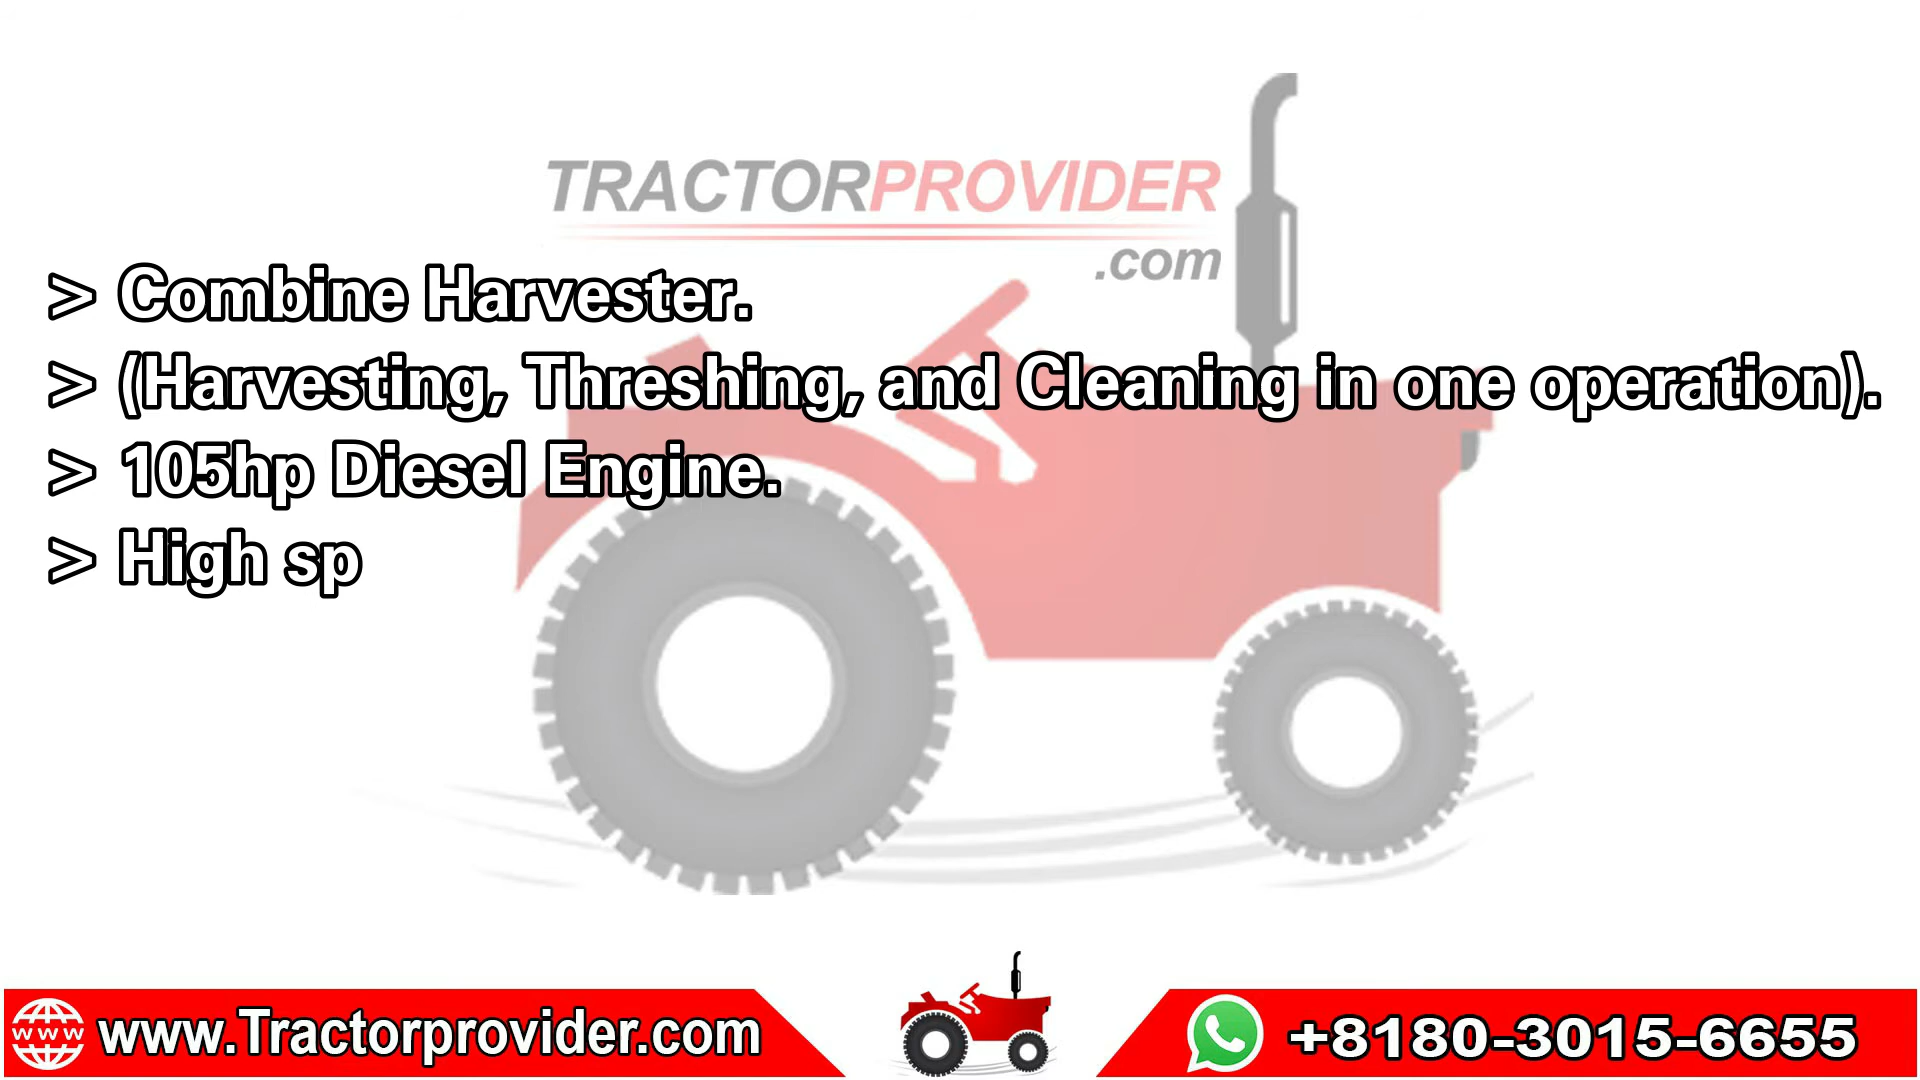 TRACTORPROVIDER
.com
> Combine Harvester.
> (Harvesting, Threshing, and Cleaning in one operation).
> 105hp Diesel Engine.
> High sp
www www.Tractorprovider.com
+8180-3015-6655